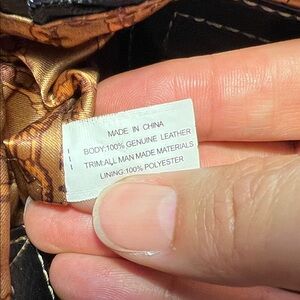 MADE IN CHINA
BODY:100% GENUINE LEATHER
TRIM:ALL MAN MADE MATERIALS
LINING:100% POLYESTER